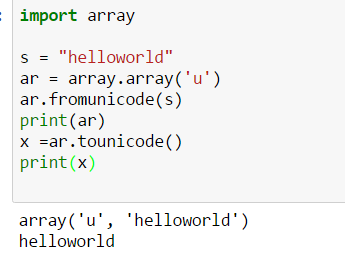 import array
s = "helloworld"
ar = array.array('u')
ar.fromunicode(s)
print(ar)
x =ar.tounicode()
print(x)
array('u', 'helloworld')
helloworld